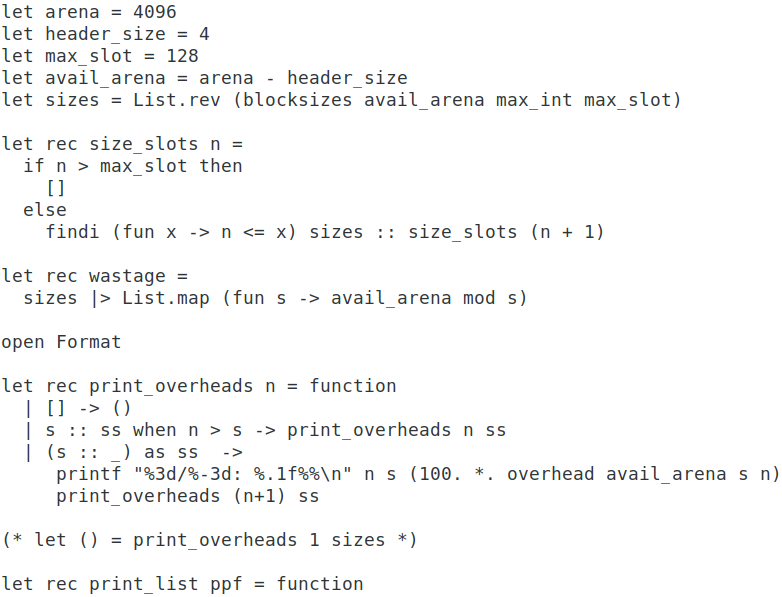 let arena = 4096
let header_size = 4
let max_slot = 128
let avail_arena = arena - header_size
let sizes = List.rev (blocksizes avail_arena max_int max_slot)

let rec size_slots n =
  if n > max_slot then
    []
  else
    findi (fun x -> n <= x) sizes :: size_slots (n + 1)

let rec wastage =
  sizes |> List.map (fun s -> avail_arena mod s)

open Format

let rec print_overheads n = function
  | [] -> ()
  | s :: ss when n > s -> print_overheads n ss
  | (s :: _) as ss  ->
     printf "%3d/%-3d: %.1f%%\n" n s (100. *. overhead avail_arena s n)
     print_overheads (n+1) ss

(* let () = print_overheads 1 sizes *)

let rec print_list ppf = function